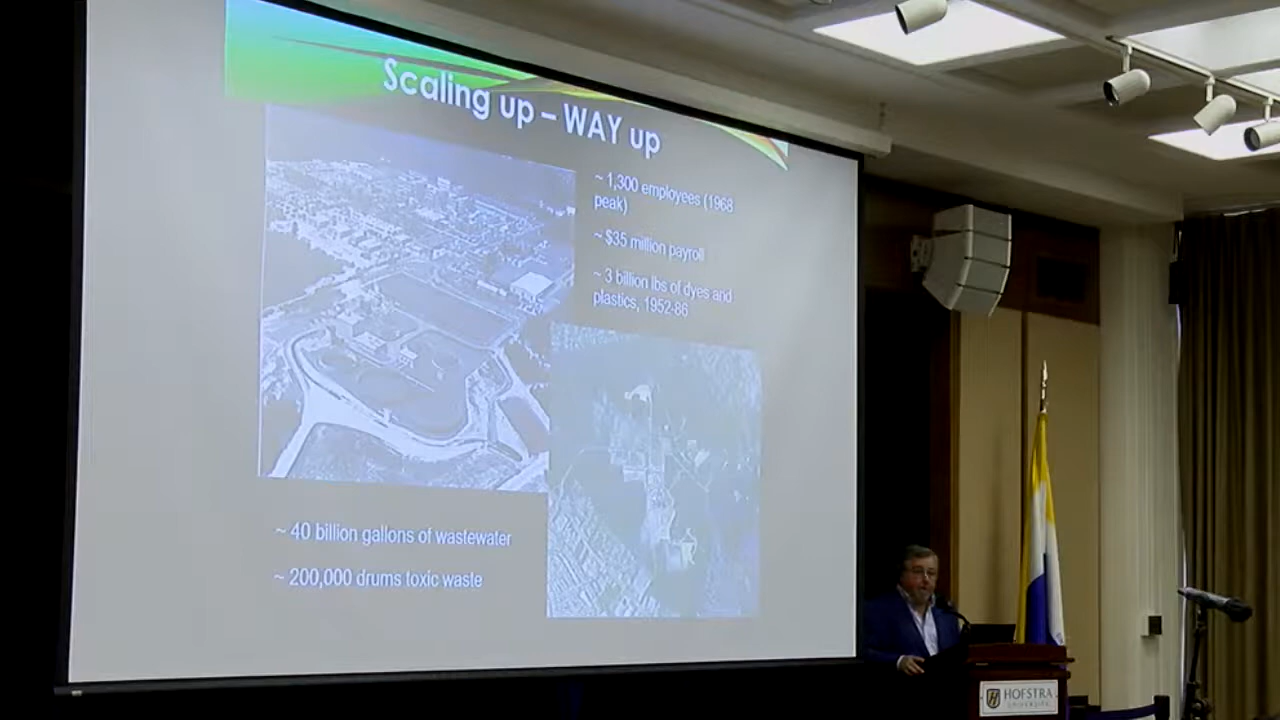 Scaling up – WAY up
~ 1,300 employees (1968
peak)
~ $35 million payroll
~ 3 billion lbs of dyes and
plastics, 1952-86
~ 40 billion gallons of wastewater
~ 200,000 drums toxic waste
HOFSTRA
UNIVERSITY